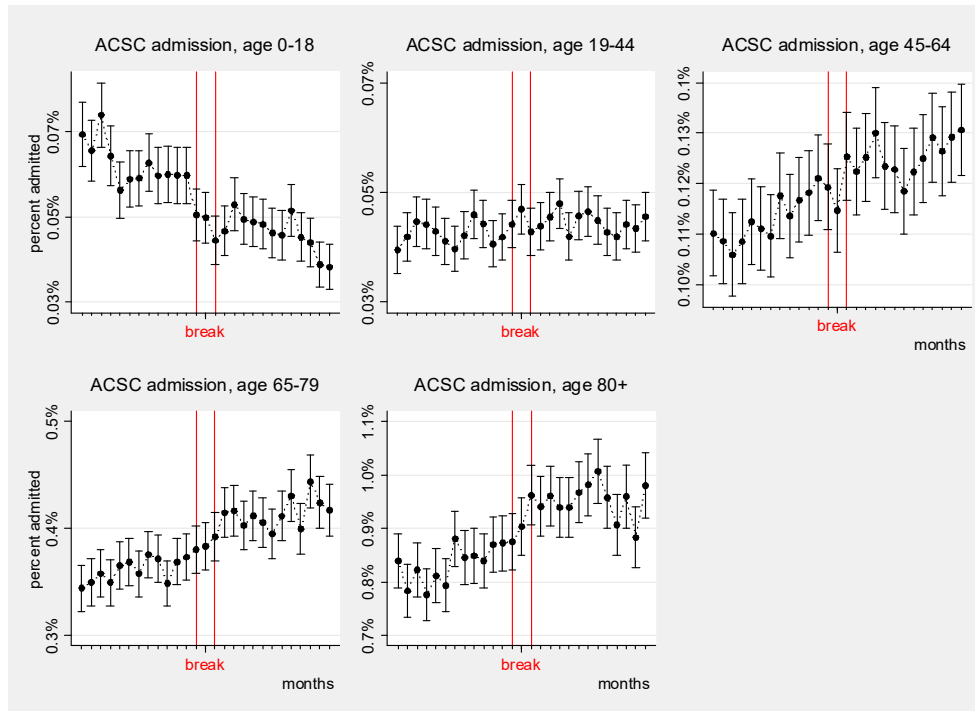 ACSC admission, age 0-18
percent admitted
0.07%
0.05%
0.03%
break
ACSC admission, age 19-44
0.07%
0.05%
0.03%
break
ACSC admission, age 45-64
0.1%
0.13%
0.12%
0.11%
0.10%
break
months
ACSC admission, age 65-79
percent admitted
0.5%
0.4%
0.3%
break
months
ACSC admission, age 80+
1.1%
1.0%
0.9%
0.8%
0.7%
break
months